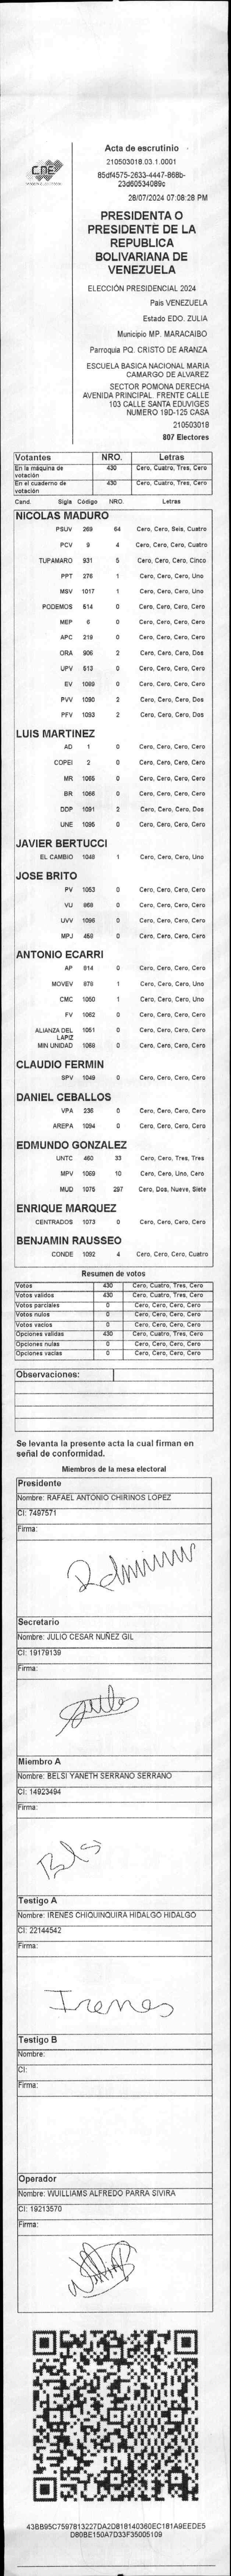 CNE
Acta de escrutinio
210503018.03.1.0001
85df4575-2633-4447-868b-
23d60534089c
28/07/2024 07:08:28 PM
PRESIDENTA O
PRESIDENTE DE LA
REPUBLICA
BOLIVARIANA DE
VENEZUELA
ELECCIÓN PRESIDENCIAL 2024
Pais VENEZUELA
Estado EDO. ZULIA
Municipio MP. MARACAIBO
Parroquia PQ. CRISTO DE ARANZA
ESCUELA BASICA NACIONAL MARIA
CAMARGO DE ALVAREZ
SECTOR POMONA DERECHA
AVENIDA PRINCIPAL. FRENTE CALLE
103 CALLE SANTA EDUVIGES
NUMERO 19D-125 CASA
210503018
807 Electores
Votantes NRO. Letras
En la máquina de votación 430 Cero, Cuatro, Tres, Cero
En el cuaderno de votación 430 Cero, Cuatro, Tres, Cero
Cand. Sigla Código NRO. Letras
NICOLAS MADURO
PSUV 269 64 Cero, Cero, Seis, Cuatro
PCV 9 4 Cero, Cero, Cero, Cuatro
TUPAMARO 931 5 Cero, Cero, Cero, Cinco
PPT 276 1 Cero, Cero, Cero, Uno
MSV 1017 1 Cero, Cero, Cero, Uno
PODEMOS 514 0 Cero, Cero, Cero, Cero
MEP 6 0 Cero, Cero, Cero, Cero
APC 219 0 Cero, Cero, Cero, Cero
ORA 906 2 Cero, Cero, Cero, Dos
UPV 513 0 Cero, Cero, Cero, Cero
EV 1089 0 Cero, Cero, Cero, Cero
PVV 1090 2 Cero, Cero, Cero, Dos
PFV 1093 2 Cero, Cero, Cero, Dos
LUIS MARTINEZ
AD 1 0 Cero, Cero, Cero, Cero
COPEI 2 0 Cero, Cero, Cero, Cero
MR 1065 0 Cero, Cero, Cero, Cero
BR 1066 0 Cero, Cero, Cero, Cero
DDP 1091 2 Cero, Cero, Cero, Dos
UNE 1095 0 Cero, Cero, Cero, Cero
JAVIER BERTUCCI
EL CAMBIO 1048 1 Cero, Cero, Cero, Uno
JOSE BRITO
PV 1053 0 Cero, Cero, Cero, Cero
VU 868 0 Cero, Cero, Cero, Cero
UVV 1096 0 Cero, Cero, Cero, Cero
MPJ 459 0 Cero, Cero, Cero, Cero
ANTONIO ECARRI
AP 814 0 Cero, Cero, Cero, Cero
MOVEV 878 1 Cero, Cero, Cero, Uno
CMC 1060 1 Cero, Cero, Cero, Uno
FV 1062 0 Cero, Cero, Cero, Cero
ALIANZA DEL LAPIZ 1051 0 Cero, Cero, Cero, Cero
MIN UNIDAD 1068 0 Cero, Cero, Cero, Cero
CLAUDIO FERMIN
SPV 1049 0 Cero, Cero, Cero, Cero
DANIEL CEBALLOS
VPA 236 0 Cero, Cero, Cero, Cero
AREPA 1094 0 Cero, Cero, Cero, Cero
EDMUNDO GONZALEZ
UNTC 460 33 Cero, Cero, Tres, Tres
MPV 1069 10 Cero, Cero, Uno, Cero
MUD 1075 297 Cero, Dos, Nueve, Siete
ENRIQUE MARQUEZ
CENTRADOS 1073 0 Cero, Cero, Cero, Cero
BENJAMIN RAUSSEO
CONDE 1092 4 Cero, Cero, Cero, Cuatro
Resumen de votos
Votos 430 Cero, Cuatro, Tres, Cero
Votos validos 430 Cero, Cuatro, Tres, Cero
Votos parciales 0 Cero, Cero, Cero, Cero
Votos nulos 0 Cero, Cero, Cero, Cero
Votos vacios 0 Cero, Cero, Cero, Cero
Opciones validas 430 Cero, Cuatro, Tres, Cero
Opciones nulas 0 Cero, Cero, Cero, Cero
Opciones vacias 0 Cero, Cero, Cero, Cero
Observaciones:
Se levanta la presente acta la cual firman en
señal de conformidad.
Miembros de la mesa electoral
Presidente
Nombre: RAFAEL ANTONIO CHIRINOS LOPEZ
CI: 7497571
Firma:
Secretario
Nombre: JULIO CESAR NUÑEZ GIL
CI: 19179139
Firma:
Miembro A
Nombre: BELSI YANETH SERRANO SERRANO
CI: 14923494
Firma:
Bels
Testigo A
Nombre: IRENES CHIQUINQUIRA HIDALGO HIDALGO
CI: 22144542
Firma:
Irenes
Testigo B
Nombre:
CI:
Firma:
Operador
Nombre: WUILLIAMS ALFREDO PARRA SIVIRA
CI: 19213570
Firma:
43BB95C7597813227DA2D818140360EC181A9EEDE5
D80BE150A7D33F35005109